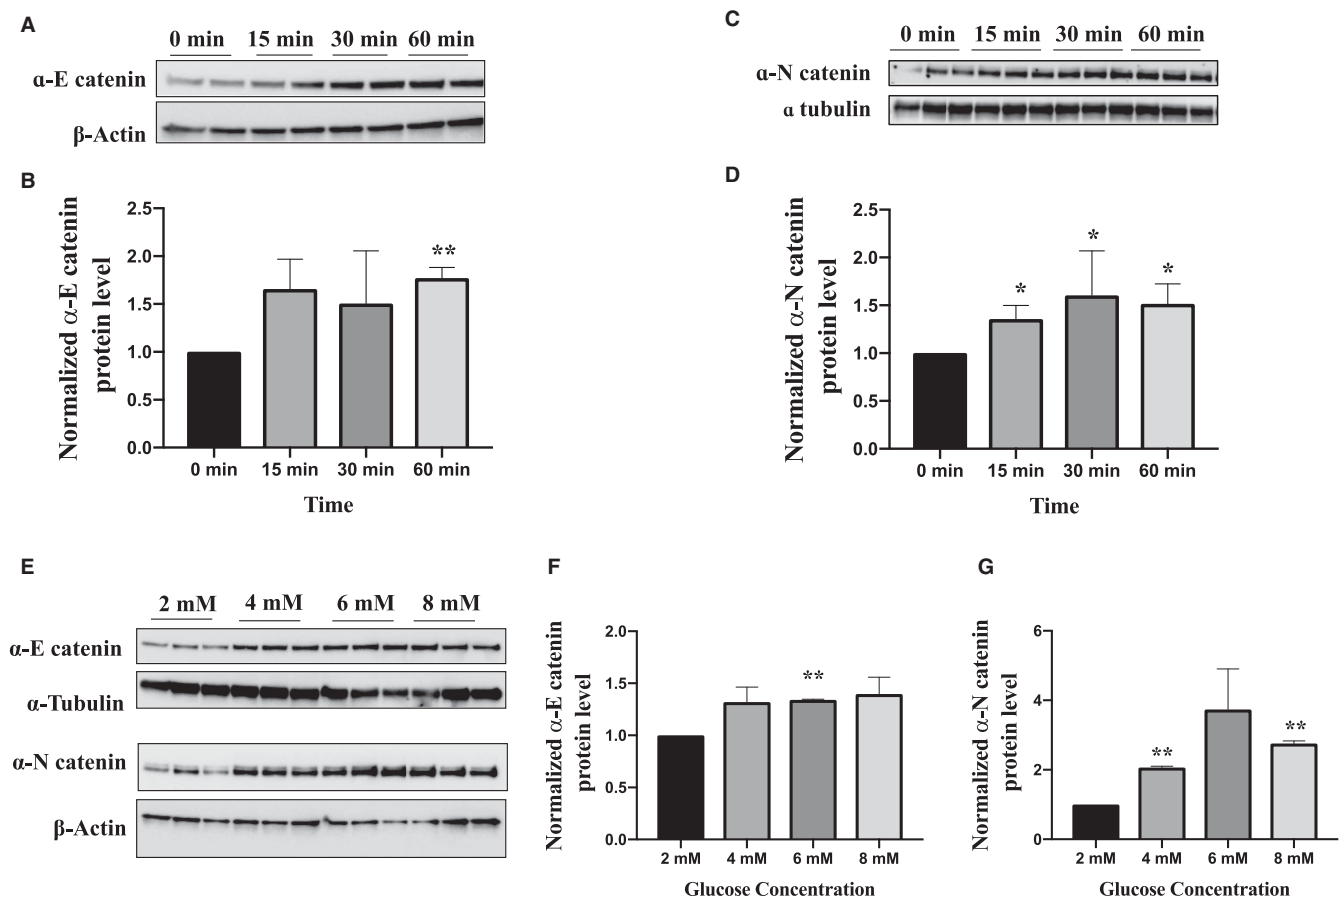 A
0 min 15 min 30 min 60 min
α-E catenin
β-Actin
B
Normalized α-E catenin
protein level
2.5
2.0
1.5
1.0
0.5
0.0
**
0 min 15 min 30 min 60 min
Time
C
0 min 15 min 30 min 60 min
α-N catenin
α tubulin
D
Normalized α-N catenin
protein level
2.5
2.0
1.5
1.0
0.5
0.0
* * *
0 min 15 min 30 min 60 min
Time
E
2 mM 4 mM 6 mM 8 mM
α-E catenin
α-Tubulin
α-N catenin
β-Actin
F
Normalized α-E catenin
protein level
2.0
1.5
1.0
0.5
0.0
**
2 mM 4 mM 6 mM 8 mM
Glucose Concentration
G
Normalized α-N catenin
protein level
6
4
2
0
** **
2 mM 4 mM 6 mM 8 mM
Glucose Concentration